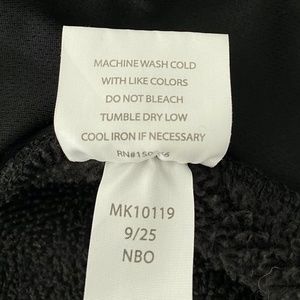 MACHINE WASH COLD
WITH LIKE COLORS
DO NOT BLEACH
TUMBLE DRY LOW
COOL IRON IF NECESSARY
MK10119
9/25
NBO